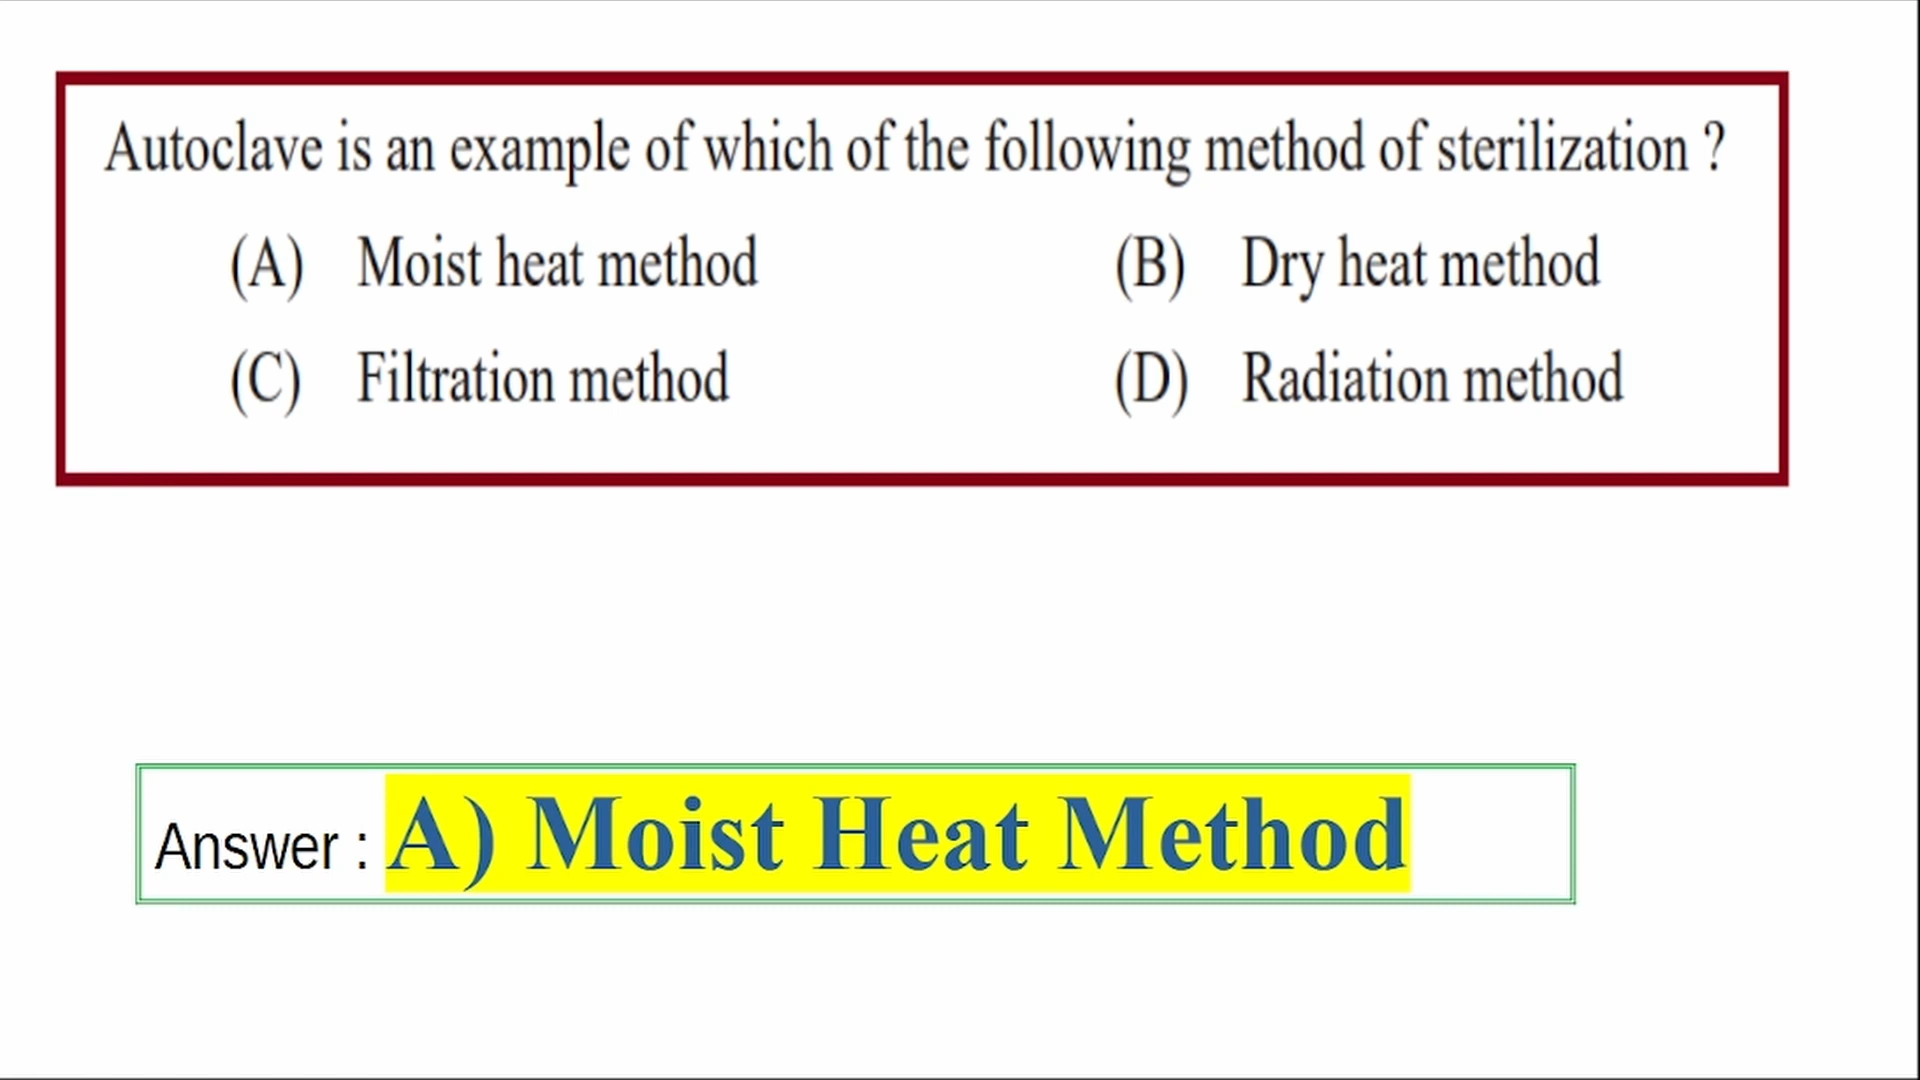 Autoclave is an example of which of the following method of sterilization ?
(A) Moist heat method (B) Dry heat method
(C) Filtration method (D) Radiation method
Answer : A) Moist Heat Method